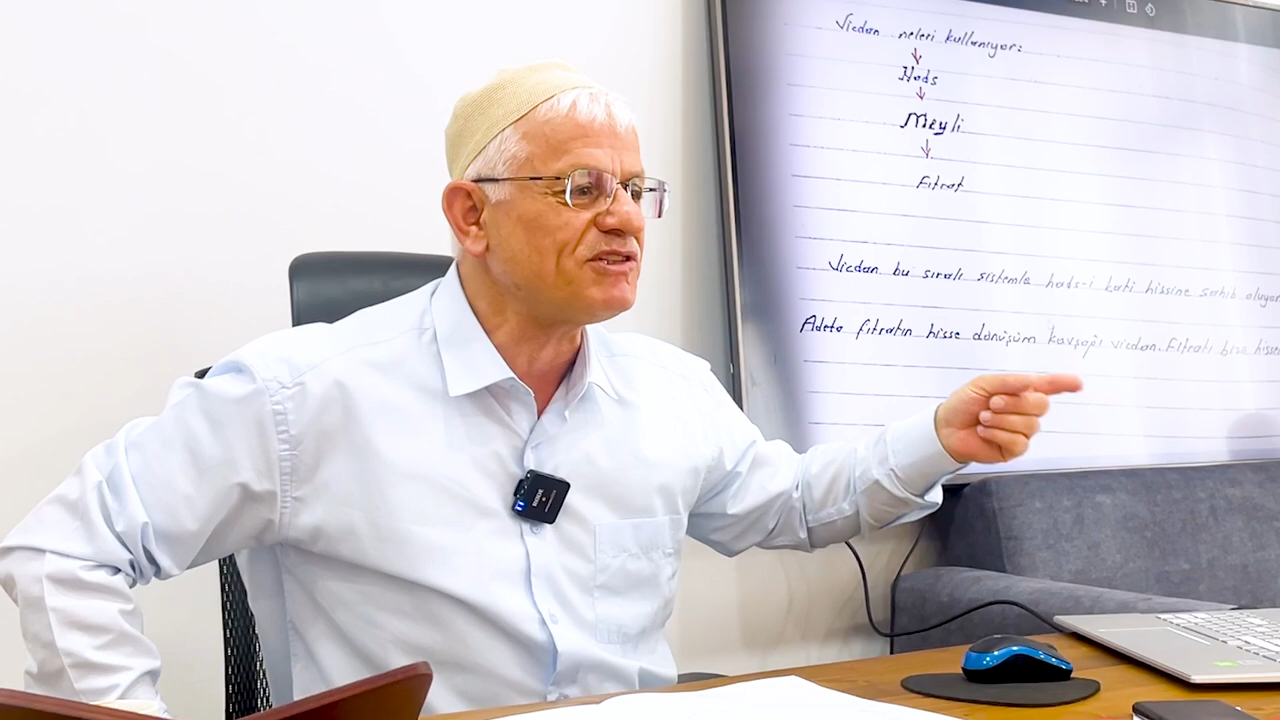 Vicdan neleri kullanıyor:
Hads
Meyli
Fıtrat
Vicdan bu sıralı sistemle hads-i kati hissine sahib oluyor
Adeta fıtratın hisse dönüşüm kavşağı vicdan. Fıtratı bize